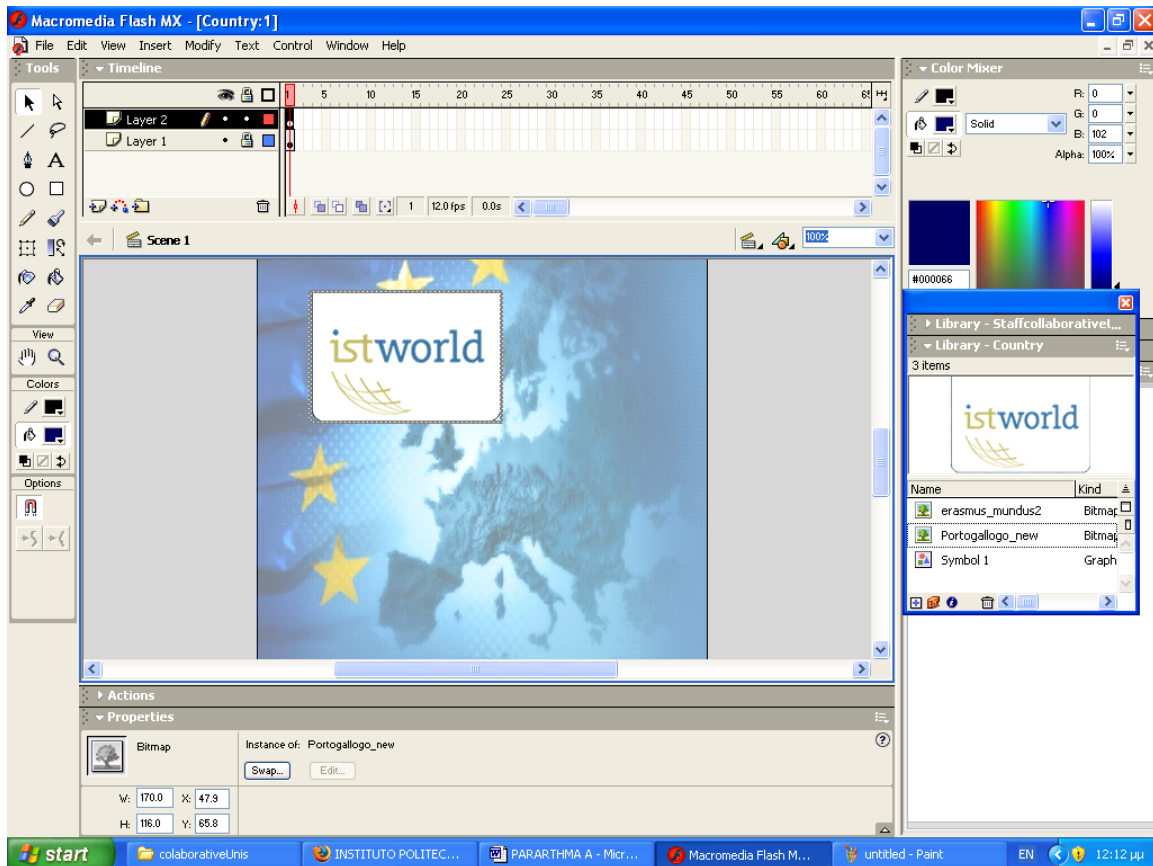 Macromedia Flash MX - [Country:1]
File Edit View Insert Modify Text Control Window Help
Tools
Timeline
1 5 10 15 20 25 30 35 40 45 50 55 60 65
Layer 2
Layer 1
1 12.0 fps 0.0s
Scene 1
100%
View
Colors
Options
istworld
Color Mixer
R: 0
G: 0
Solid
B: 102
Alpha: 100%
#000066
Library - Staffcollaborativel...
Library - Country
3 items
istworld
Name Kind
erasmus_mundus2 Bitmap
Portogallogo_new Bitmap
Symbol 1 Graph
Actions
Properties
Bitmap
Instance of: Portogallogo_new
Swap... Edit...
W: 170.0 X: 47.9
H: 116.0 Y: 65.8
start
colaborativeUnis
INSTITUTO POLITEC...
PARARTHMA A - Micr...
Macromedia Flash M...
untitled - Paint
EN
12:12 μμ